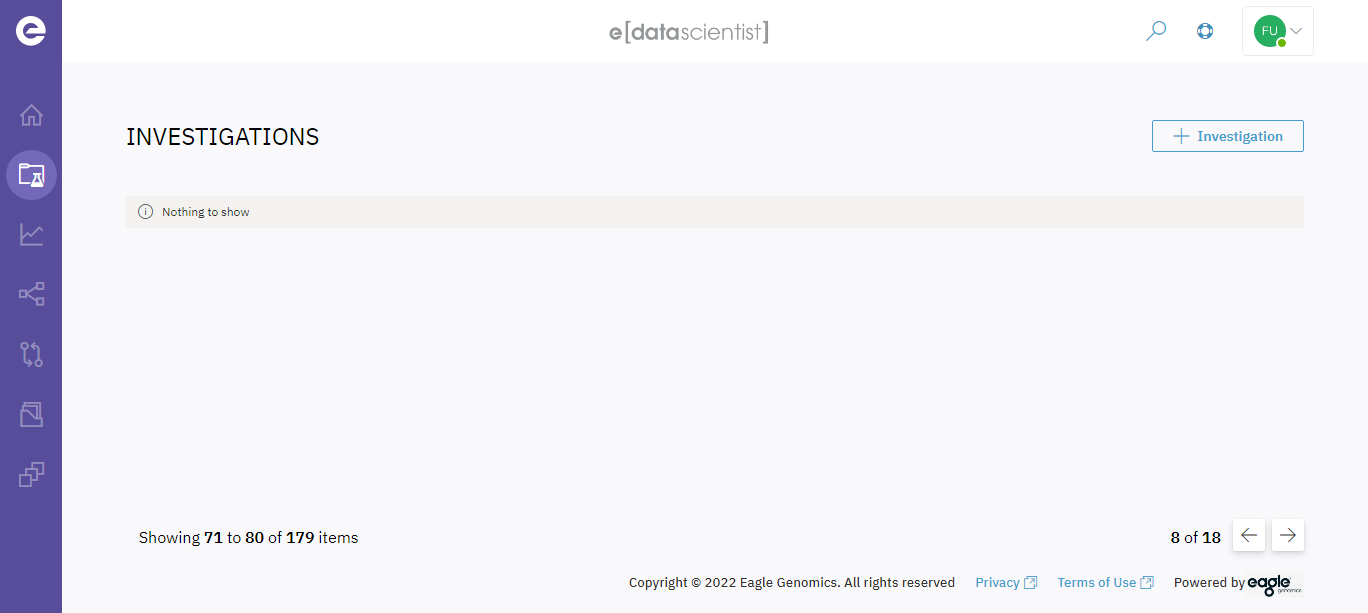 e[datascientist]
FU
INVESTIGATIONS
Investigation
Nothing to show
Showing 71 to 80 of 179 items
8 of 18
Copyright © 2022 Eagle Genomics. All rights reserved
Privacy
Terms of Use
Powered by eagle genomics